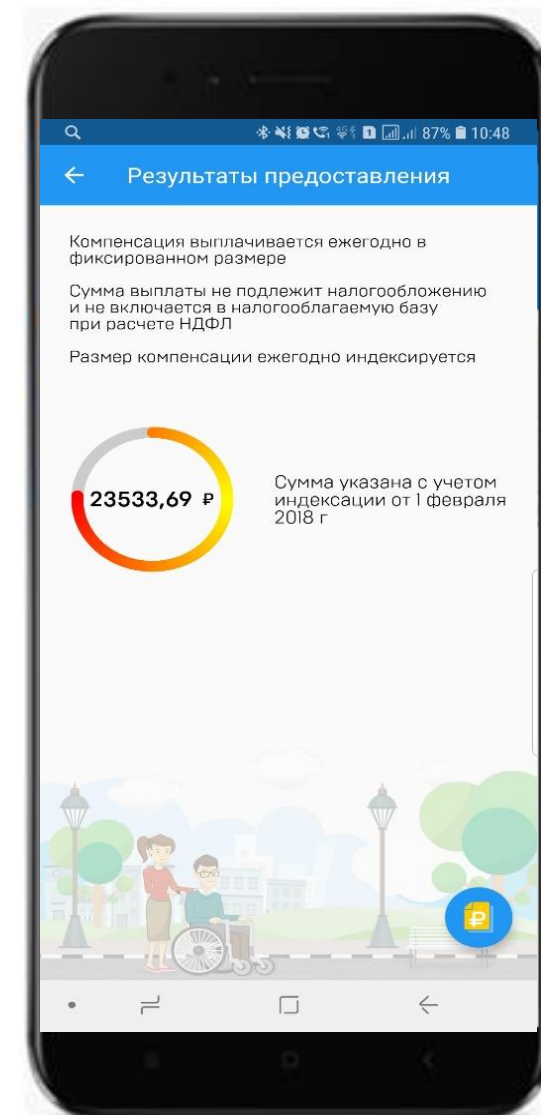 87% 10:48
Результаты предоставления
Компенсация выплачивается ежегодно в
фиксированном размере
Сумма выплаты не подлежит налогообложению
и не включается в налогооблагаемую базу
при расчете НДФЛ
Размер компенсации ежегодно индексируется
23533,69 ₽
Сумма указана с учетом
индексации от 1 февраля
2018 г
₽